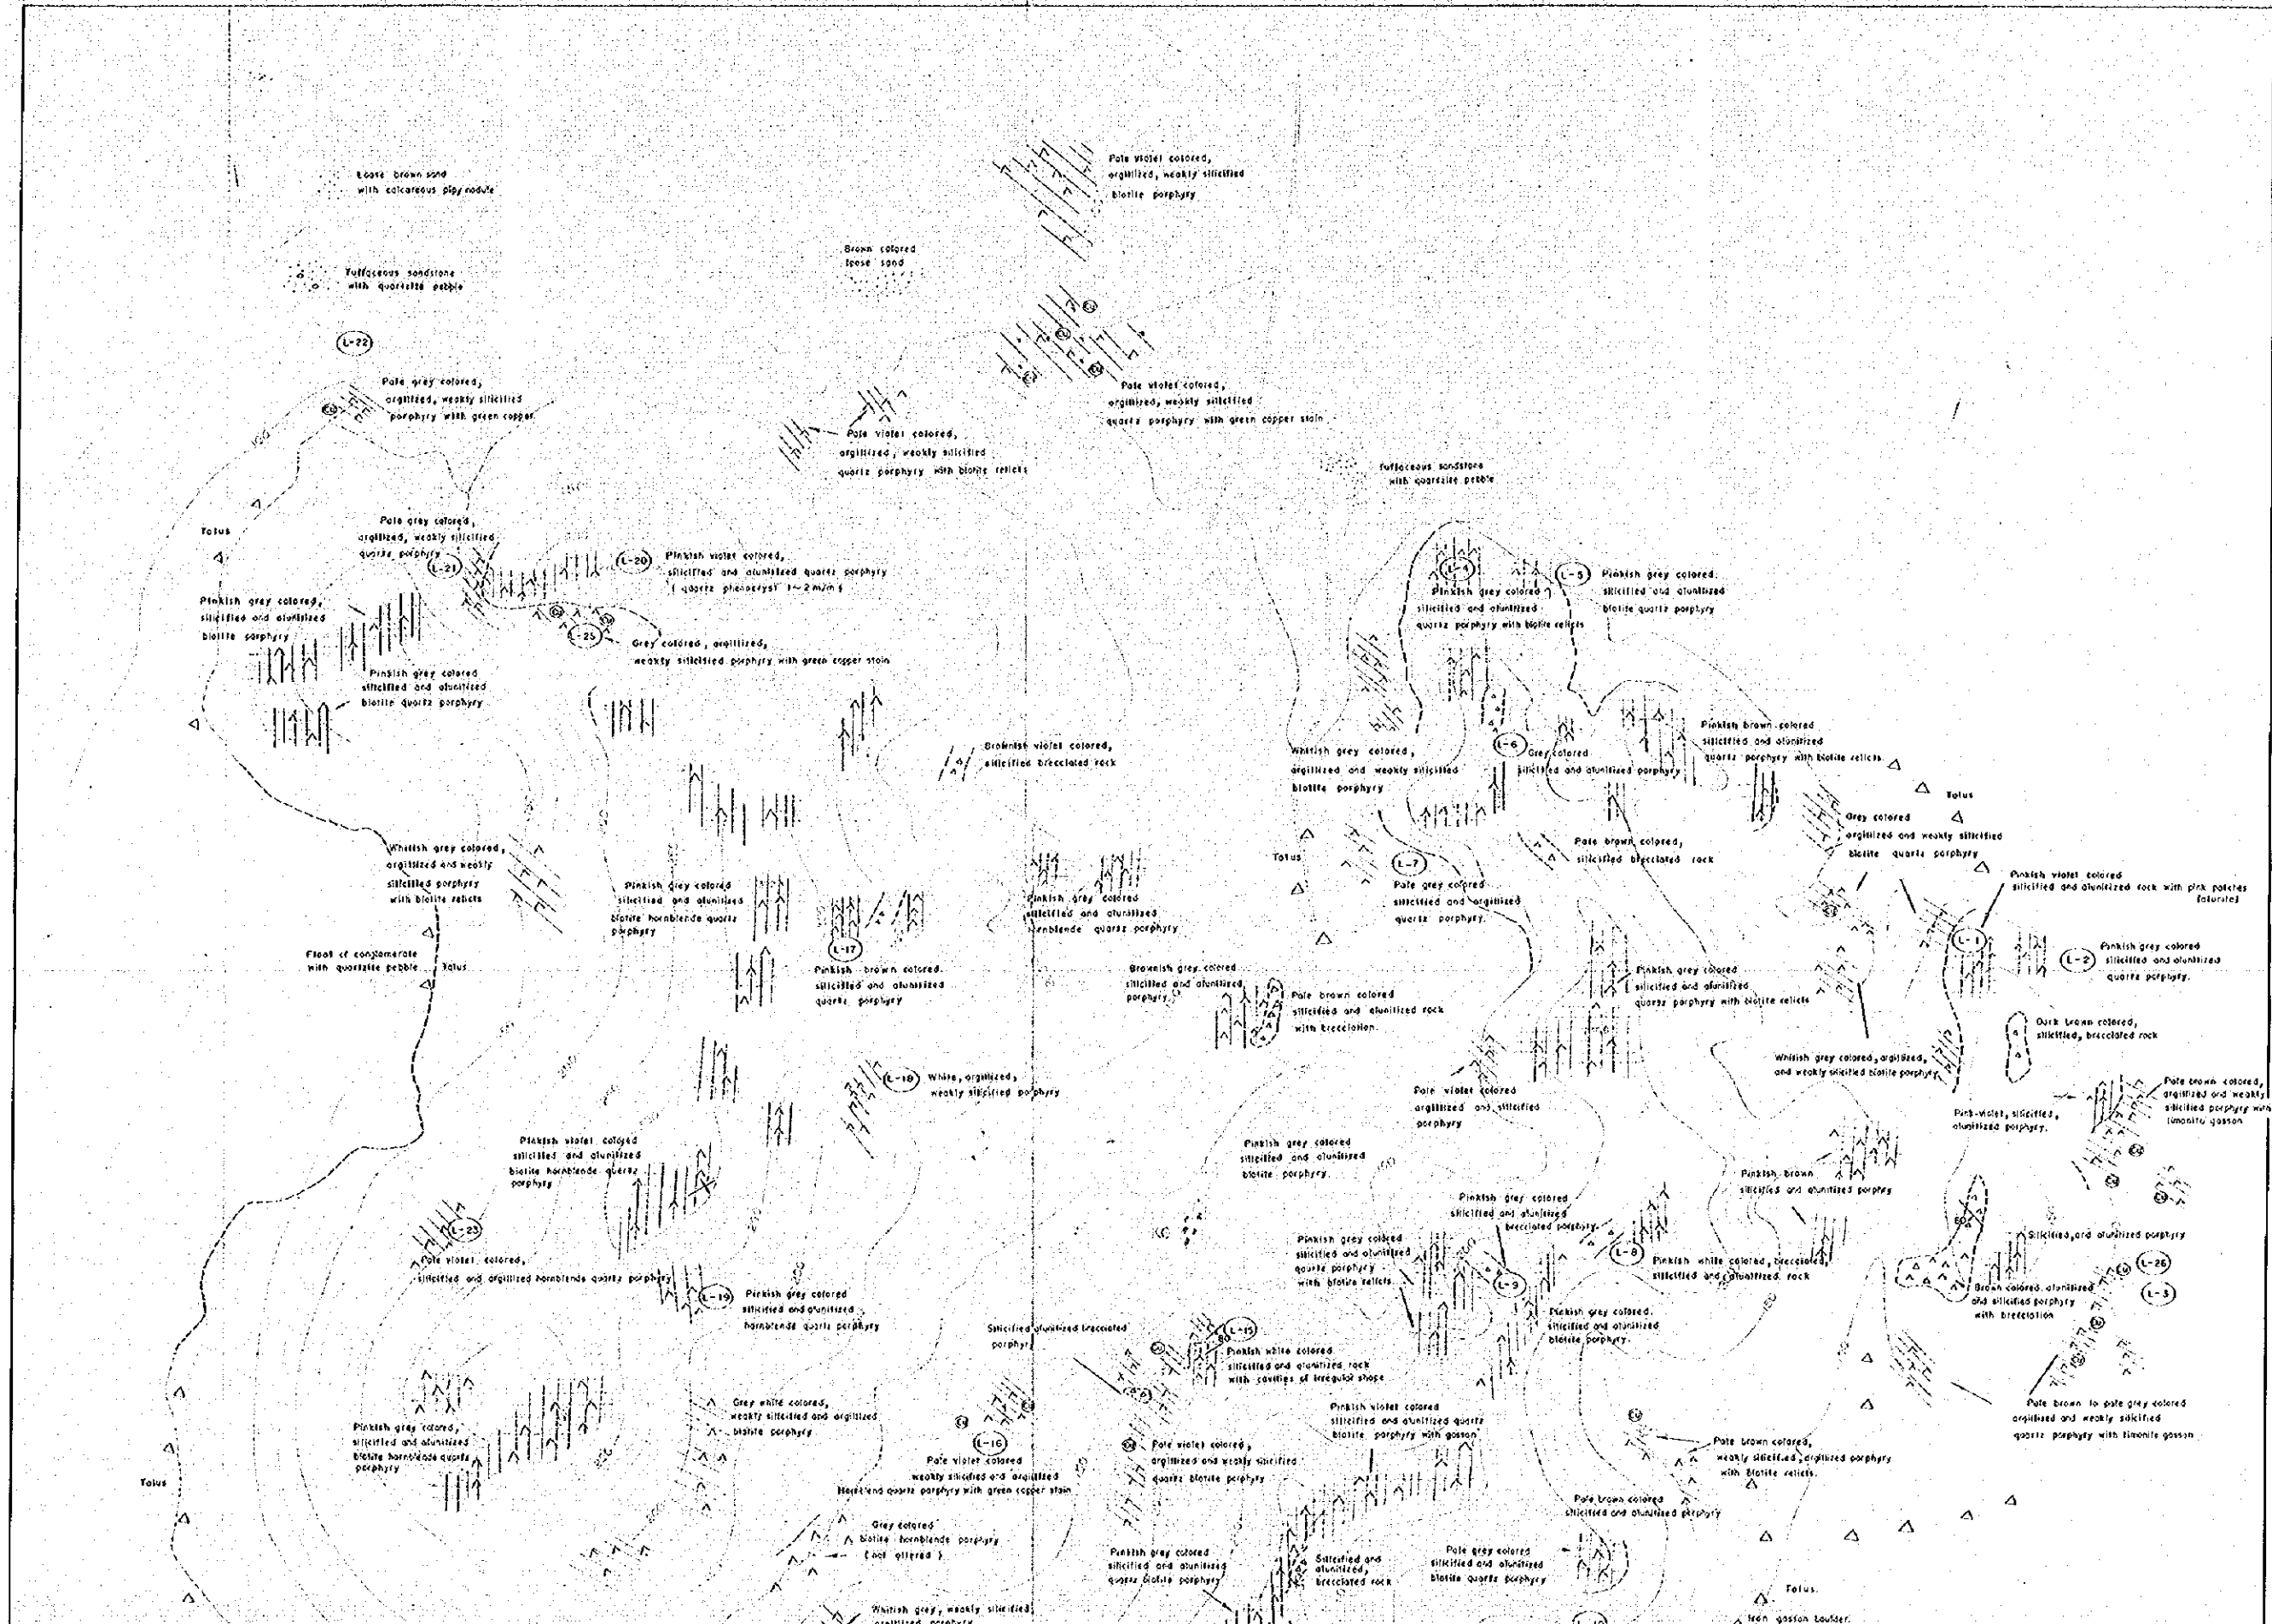 Pale violet colored,
argillized, weakly silicified
biotite porphyry
Loose brown sand
with calcareous pipy nodule
Brown colored
loose sand
Tuffaceous sandstone
with quartzite pebble
L-22
Pale grey colored,
argillized, weakly silicified
porphyry with green copper
Pale violet colored,
argillized, weakly silicified
quartz porphyry with green copper stain
Pale violet colored,
argillized, weakly silicified
quartz porphyry with biotite relicts
Tuffaceous sandstone
with quartzite pebble
Talus
Pale grey colored,
argillized, weakly silicified
quartz porphyry
L-21
L-20
Pinkish violet colored,
silicified and alunitized quartz porphyry
( quartz phenocryst 1~2m/m )
L-5
Pinkish grey colored
silicified and alunitized
biotite quartz porphyry
Pinkish grey colored
silicified and alunitized
quartz porphyry with biotite relicts
Pinkish grey colored,
silicified and alunitized
biotite porphyry
L-25
Grey colored, argillized,
weakly silicified porphyry with green copper stain
Pinkish grey colored
silicified and alunitized
biotite quartz porphyry
Brownish violet colored,
silicified brecciated rock
Whitish grey colored,
argillized and weakly silicified
biotite porphyry
L-6
Grey colored
silicified and alunitized porphyry
Pinkish brown colored
silicified and alunitized
quartz porphyry with biotite relicts
Talus
Grey colored
argillized and weakly silicified
biotite quartz porphyry
Whitish grey colored,
argillized and weakly
silicified porphyry
with biotite relicts
Pinkish grey colored
silicified and alunitized
biotite hornblende quartz
porphyry
Pinkish grey colored
silicified and alunitized
hornblende quartz porphyry
Talus
L-7
Pale grey colored
silicified and argillized
quartz porphyry.
Pale brown colored,
silicified brecciated rock
Pinkish violet colored
silicified and alunitized rock with pink patches
(alunite)
L-1
L-2
Pinkish grey colored
silicified and alunitized
quartz porphyry.
Float of conglomerate
with quartzite pebble
Talus
L-17
Pinkish brown colored
silicified and alunitized
quartz porphyry
Brownish grey colored
silicified and alunitized
porphyry
Pale brown colored
silicified and alunitized rock
with brecciation.
Pinkish grey colored
silicified and alunitized
quartz porphyry with biotite relicts
Dark brown colored,
silicified, brecciated rock
L-18
White, argillized,
weakly silicified porphyry
Pale violet colored
argillized and silicified
porphyry
Whitish grey colored, argillized,
and weakly silicified biotite porphyry
Pale brown colored,
argillized and weakly
silicified porphyry with
limonite gossan
Pink-violet, silicified,
alunitized porphyry.
Pinkish violet colored
silicified and alunitized
biotite hornblende quartz
porphyry
Pinkish grey colored
silicified and alunitized
biotite porphyry.
Pinkish brown
silicified and alunitized porphyry
L-23
Pale violet colored,
silicified and argillized hornblende quartz porphyry
L-19
Pinkish grey colored
silicified and alunitized
hornblende quartz porphyry
Pinkish grey colored
silicified and alunitized
brecciated porphyry.
Pinkish grey colored
silicified and alunitized
quartz porphyry
with biotite relicts
L-9
L-8
Pinkish white colored, brecciated,
silicified and alunitized rock
Silicified and alunitized porphyry
L-26
L-3
Brown colored, alunitized
and silicified porphyry
with brecciation
Silicified alunitized brecciated
porphyry
L-15
Pinkish white colored
silicified and alunitized rock
with cavities of irregular shape
Pinkish grey colored
silicified and alunitized
biotite porphyry.
Pinkish grey colored,
silicified and alunitized
biotite hornblende quartz
porphyry
Grey white colored,
weakly silicified and argillized
biotite porphyry
L-16
Pale violet colored
weakly silicified and argillized
quartz porphyry with green copper stain
Pale violet colored,
argillized and weakly silicified
quartz biotite porphyry
Pinkish violet colored
silicified and alunitized quartz
biotite porphyry with gossan
Pale brown colored,
weakly silicified, argillized porphyry
with biotite relicts.
Pale brown to pale grey colored
argillized and weakly silicified
quartz porphyry with limonite gossan
Talus
Grey colored
biotite hornblende porphyry
( not altered )
Pale brown colored
silicified and alunitized porphyry
Pinkish grey colored
silicified and alunitized
quartz biotite porphyry
Silicified and
alunitized,
brecciated rock
Pale grey colored
silicified and alunitized
biotite quartz porphyry
Talus.
Iron gossan boulder.
Whitish grey, weakly silicified
argillized porphyry